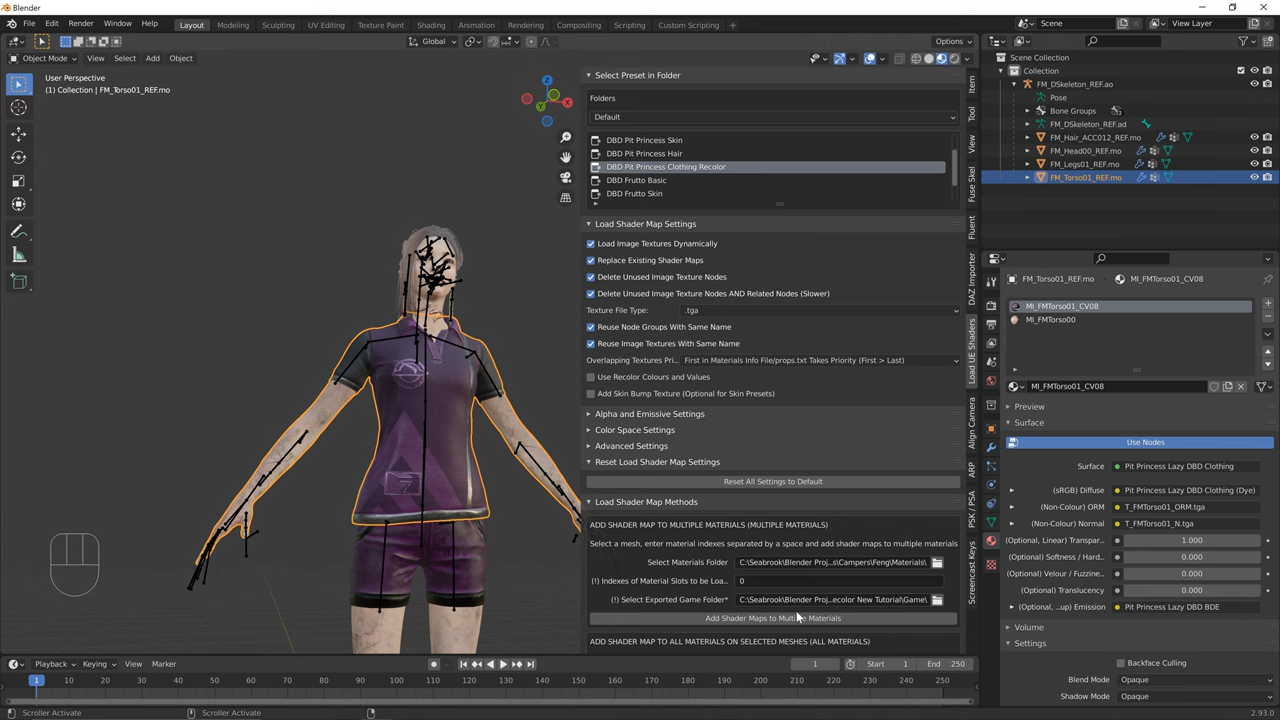 Blender
File Edit Render Window Help Layout Modeling Sculpting UV Editing Texture Paint Shading Animation Rendering Compositing Scripting Custom Scripting + Scene View Layer
Global Options
Object Mode View Select Add Object
User Perspective
(1) Collection | FM_Torso01_REF.mo
Z
X
Y
Select Preset in Folder
Folders
Default
DBD Pit Princess Skin
DBD Pit Princess Hair
DBD Pit Princess Clothing Recolor
DBD Frutto Basic
DBD Frutto Skin
Load Shader Map Settings
Load Image Textures Dynamically
Replace Existing Shader Maps
Delete Unused Image Texture Nodes
Delete Unused Image Texture Nodes AND Related Nodes (Slower)
Texture File Type: .tga
Reuse Node Groups With Same Name
Reuse Image Textures With Same Name
Overlapping Textures Pri... First in Materials Info File/props.txt Takes Priority (First > Last)
Use Recolor Colours and Values
Add Skin Bump Texture (Optional for Skin Presets)
Alpha and Emissive Settings
Color Space Settings
Advanced Settings
Reset Load Shader Map Settings
Reset All Settings to Default
Load Shader Map Methods
ADD SHADER MAP TO MULTIPLE MATERIALS (MULTIPLE MATERIALS)
Select a mesh, enter material indexes separated by a space and add shader maps to multiple materials
Select Materials Folder C:\Seabrook\Blender Proj...s\Campers\Feng\Materials\
(!) Indexes of Material Slots to be Loa... 0
(!) Select Exported Game Folder* C:\Seabrook\Blender Proj...ecolor New Tutorial\Game\
Add Shader Maps to Multiple Materials
ADD SHADER MAP TO ALL MATERIALS ON SELECTED MESHES (ALL MATERIALS)
Item
Tool
View
Fuse Skel
Fluent
DAZ Importer
Load UE Shaders
Align Camera
ARP
PSK / PSA
Screencast Keys
Scene Collection
Collection
FM_DSkeleton_REF.ao
Pose
Bone Groups
FM_DSkeleton_REF.ad
FM_Hair_ACC012_REF.mo
FM_Head00_REF.mo
FM_Legs01_REF.mo
FM_Torso01_REF.mo
FM_Torso01_REF.mo MI_FMTorso01_CV08
MI_FMTorso01_CV08
MI_FMTorso00
MI_FMTorso01_CV08
Preview
Surface
Use Nodes
Surface Pit Princess Lazy DBD Clothing
(sRGB) Diffuse Pit Princess Lazy DBD Clothing (Dye)
(Non-Colour) ORM T_FMTorso01_ORM.tga
(Non-Colour) Normal T_FMTorso01_N.tga
(Optional, Linear) Transpar... 1.000
(Optional) Softness / Hard... 0.000
(Optional) Velour / Fuzzine... 0.000
(Optional) Translucency 0.000
(Optional, ...up) Emission Pit Princess Lazy DBD BDE
Volume
Settings
Backface Culling
Blend Mode Opaque
Shadow Mode Opaque
Playback Keying View Marker 1 Start 1 End 250
1 10 20 30 40 50 60 70 80 90 100 110 120 130 140 150 160 170 180 190 200 210 220 230 240 250
Scroller Activate Scroller Activate 2.93.0